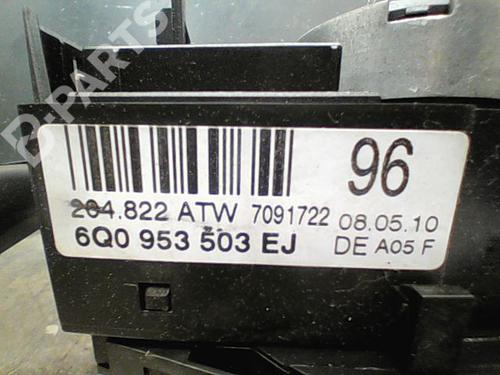 B-PARTS
96
204.822 ATW 7091722 08.05.10
6Q0 953 503 EJ DE A05 F